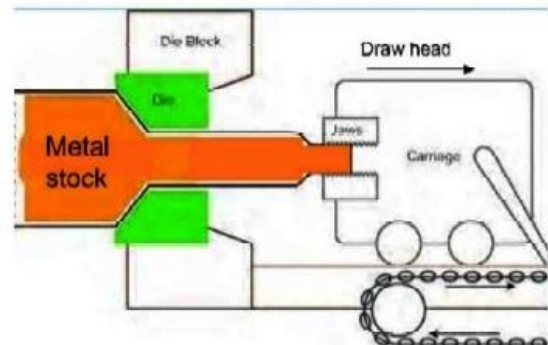 Die Block
Draw head
Die
Jaws
Metal
stock
Carriage